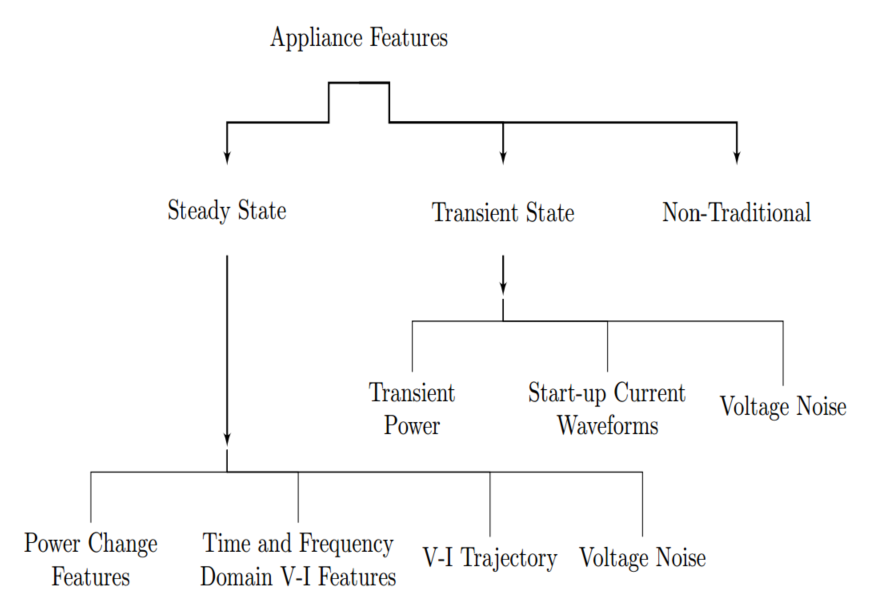 Appliance Features
Steady State
Transient State
Non-Traditional
Transient
Power
Start-up Current
Waveforms
Voltage Noise
Power Change
Features
Time and Frequency
Domain V-I Features
V-I Trajectory
Voltage Noise